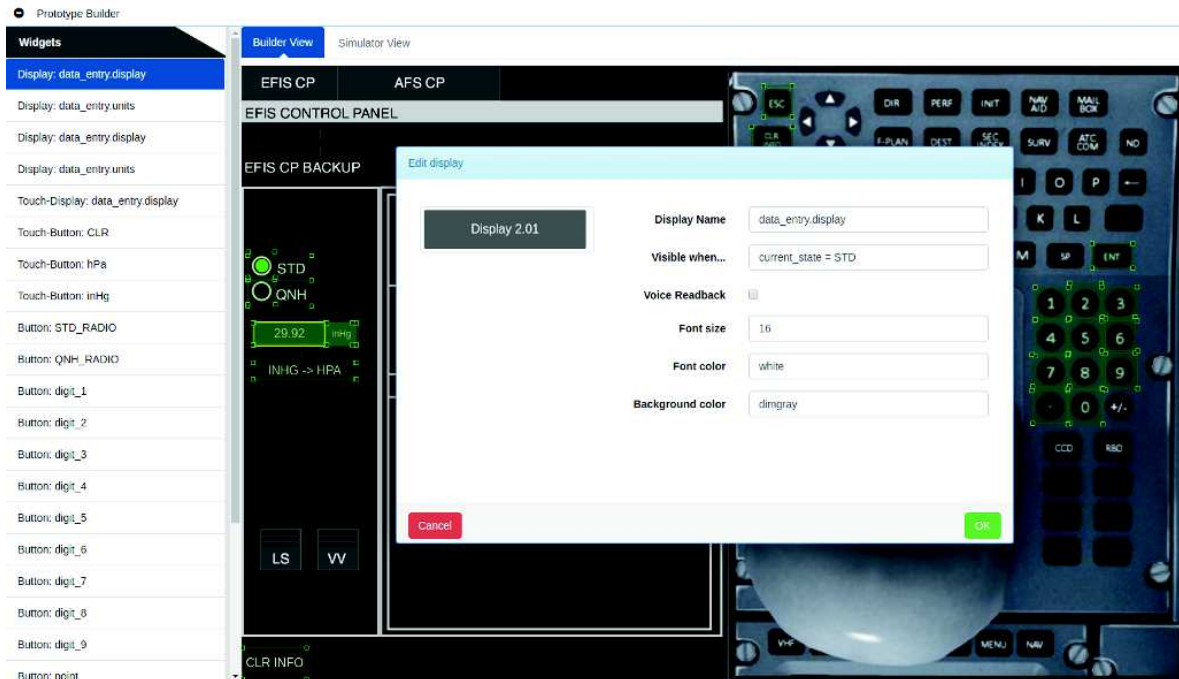 Prototype Builder
Widgets
Display: data_entry.display
Display: data_entry.units
Display: data_entry.display
Display: data_entry.units
Touch-Display: data_entry.display
Touch-Button: CLR
Touch-Button: hPa
Touch-Button: inHg
Button: STD_RADIO
Button: QNH_RADIO
Button: digit_1
Button: digit_2
Button: digit_3
Button: digit_4
Button: digit_5
Button: digit_6
Button: digit_7
Button: digit_8
Button: digit_9
Button: point
Builder View
Simulator View
EFIS CP
AFS CP
EFIS CONTROL PANEL
EFIS CP BACKUP
STD
QNH
29.92 inHg
INHG -> HPA
LS VV
CLR INFO
Edit display
Display 2.01
Display Name data_entry.display
Visible when... current_state = STD
Voice Readback
Font size 16
Font color white
Background color dimgray
Cancel
OK
ESC DIR PERF INIT NAV AID MAIL BOX
CLR INFO F-PLAN DEST SEC INDEX SURV ATC COM ND
I O P ←
K L
M SP ENT
1 2 3
4 5 6
7 8 9
. 0 +/-
CCD RBD
VHF MENU NAV